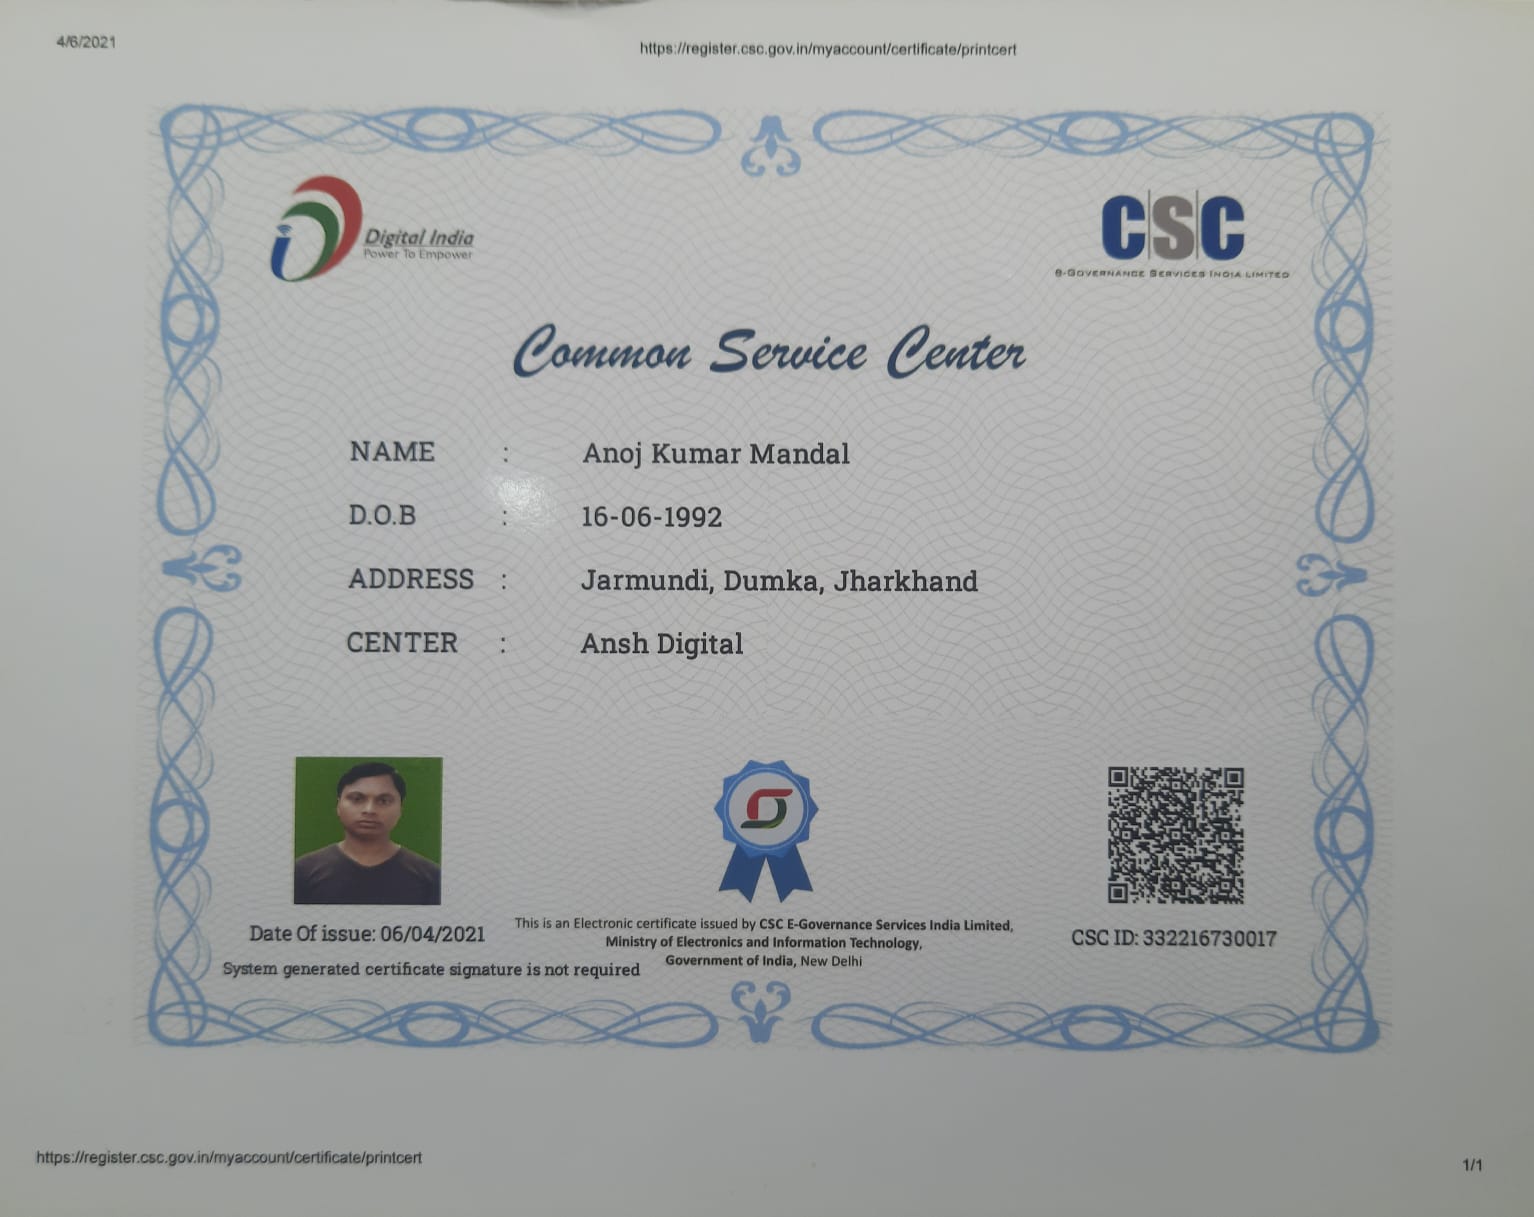 4/6/2021
https://register.csc.gov.in/myaccount/certificate/printcert
Digital India
Power To Empower
CSC
e-Governance Services India Limited
Common Service Center
NAME : Anoj Kumar Mandal
D.O.B : 16-06-1992
ADDRESS : Jarmundi, Dumka, Jharkhand
CENTER : Ansh Digital
Date Of issue: 06/04/2021
System generated certificate signature is not required
This is an Electronic certificate issued by CSC E-Governance Services India Limited,
Ministry of Electronics and Information Technology,
Government of India, New Delhi
CSC ID: 332216730017
https://register.csc.gov.in/myaccount/certificate/printcert
1/1